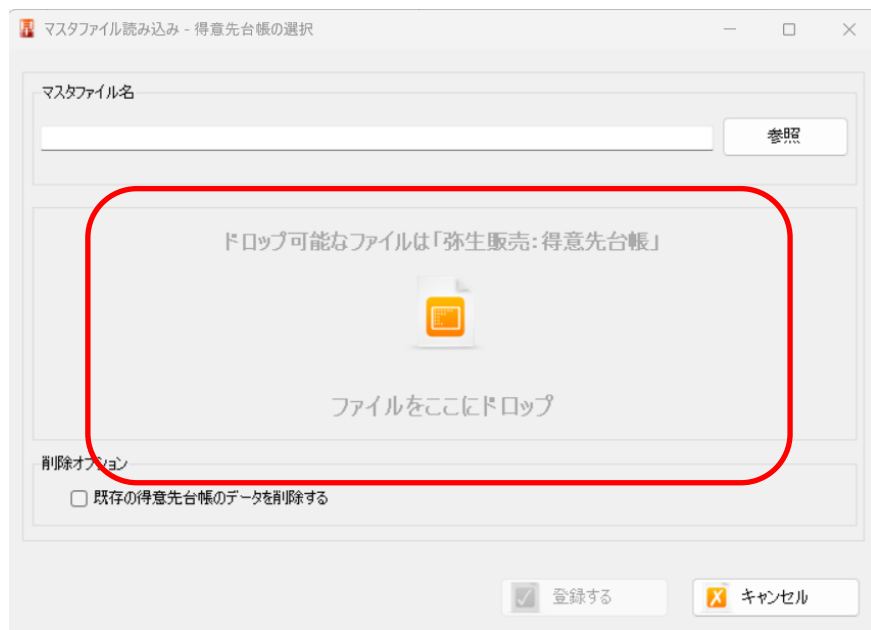 マスタファイル読み込み - 得意先台帳の選択
マスタファイル名
参照
ドロップ可能なファイルは「弥生販売:得意先台帳」
ファイルをここにドロップ
削除オプション
既存の得意先台帳のデータを削除する
登録する
キャンセル